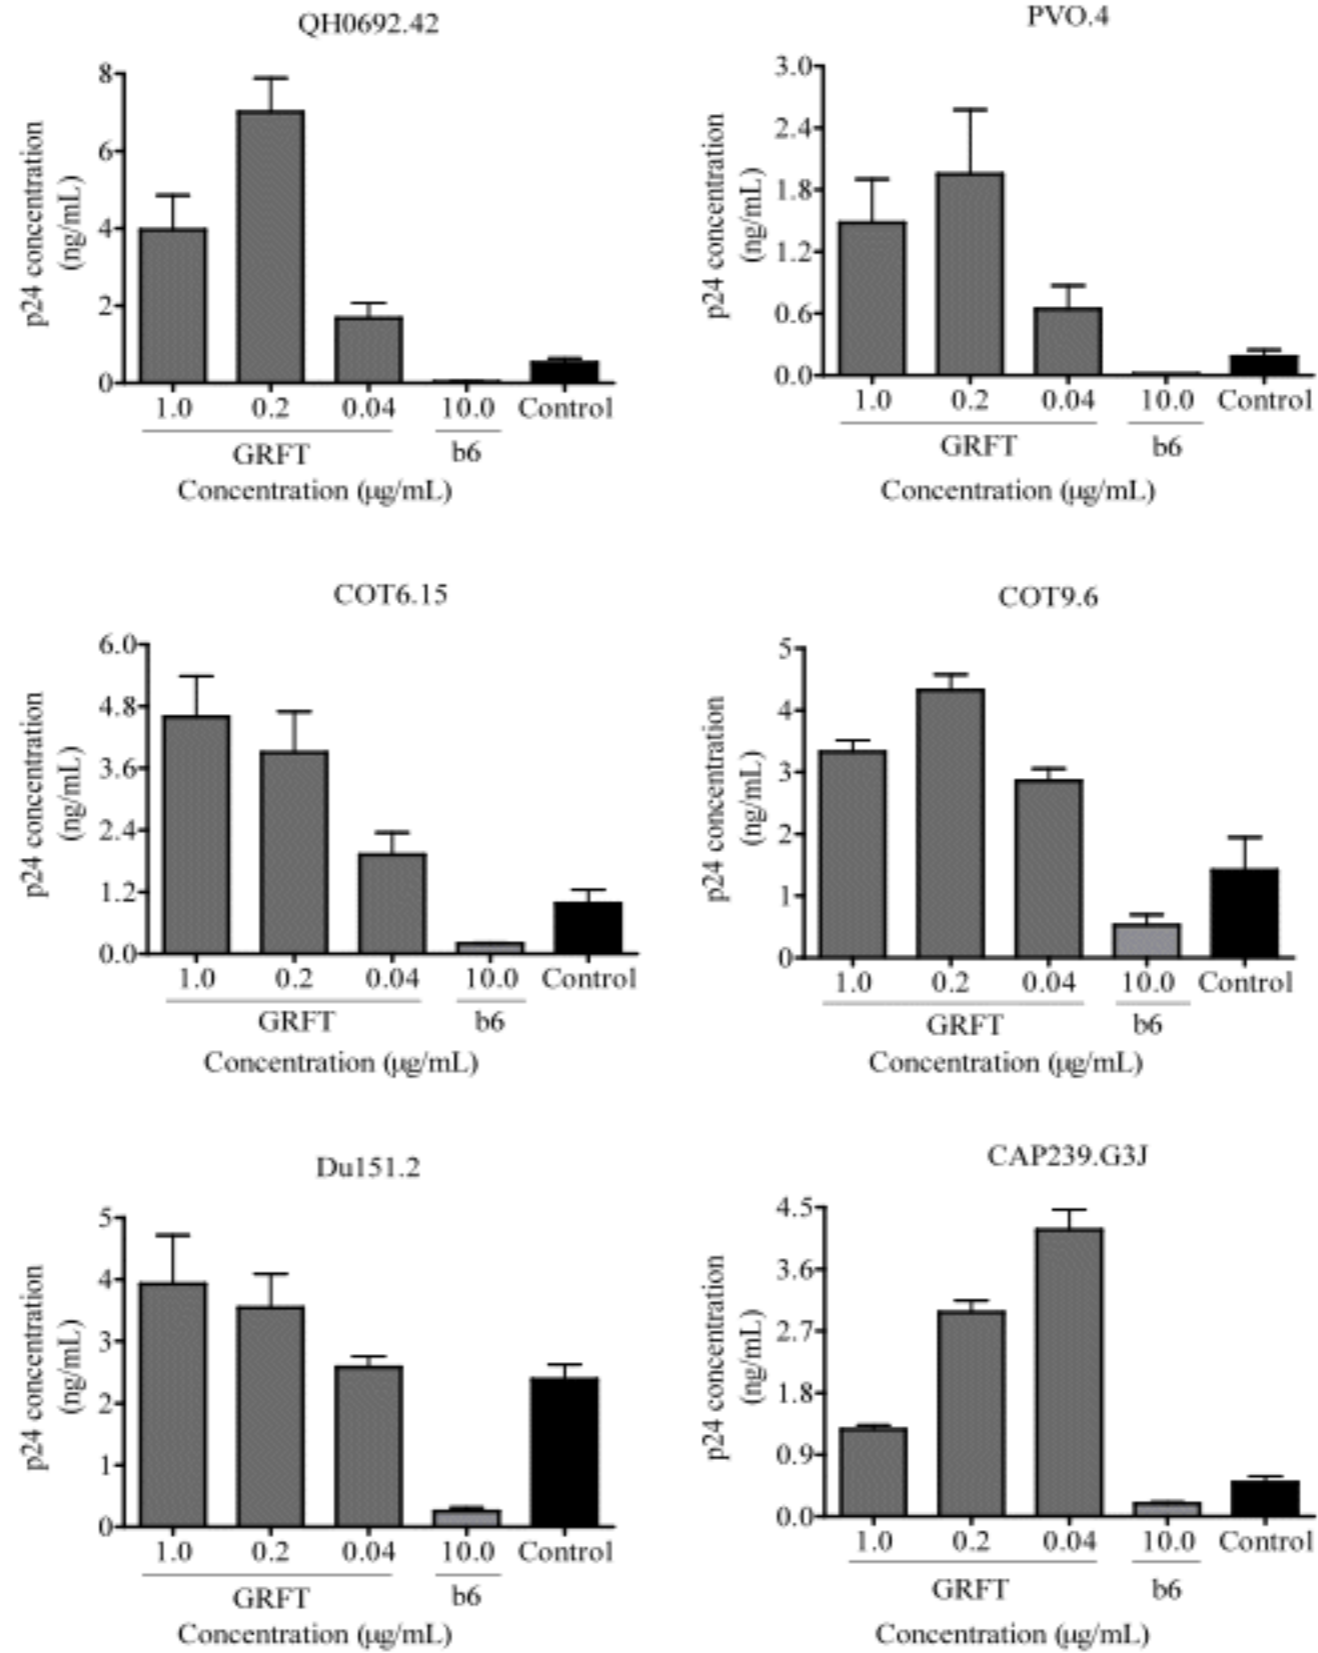 QH0692.42
p24 concentration
(ng/mL)
8
6
4
2
0
1.0 0.2 0.04 10.0 Control
GRFT b6
Concentration (µg/mL)
PVO.4
p24 concentration
(ng/mL)
3.0
2.4
1.8
1.2
0.6
0.0
1.0 0.2 0.04 10.0 Control
GRFT b6
Concentration (µg/mL)
COT6.15
p24 concentration
(ng/mL)
6.0
4.8
3.6
2.4
1.2
0.0
1.0 0.2 0.04 10.0 Control
GRFT b6
Concentration (µg/mL)
COT9.6
p24 concentration
(ng/mL)
5
4
3
2
1
0
1.0 0.2 0.04 10.0 Control
GRFT b6
Concentration (µg/mL)
Du151.2
p24 concentration
(ng/mL)
5
4
3
2
1
0
1.0 0.2 0.04 10.0 Control
GRFT b6
Concentration (µg/mL)
CAP239.G3J
p24 concentration
(ng/mL)
4.5
3.6
2.7
1.8
0.9
0.0
1.0 0.2 0.04 10.0 Control
GRFT b6
Concentration (µg/mL)